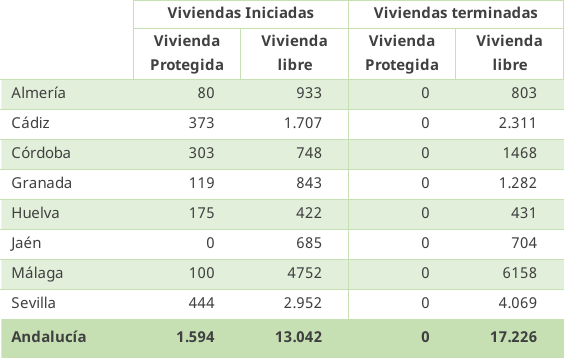 Viviendas Iniciadas Viviendas terminadas
Vivienda Vivienda Vivienda Vivienda
Protegida libre Protegida libre
Almería 80 933 0 803
Cádiz 373 1.707 0 2.311
Córdoba 303 748 0 1468
Granada 119 843 0 1.282
Huelva 175 422 0 431
Jaén 0 685 0 704
Málaga 100 4752 0 6158
Sevilla 444 2.952 0 4.069
Andalucía 1.594 13.042 0 17.226